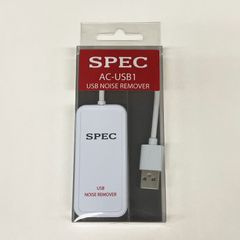 SPEC
AC-USB1
USB NOISE REMOVER
SPEC
USB
NOISE REMOVER